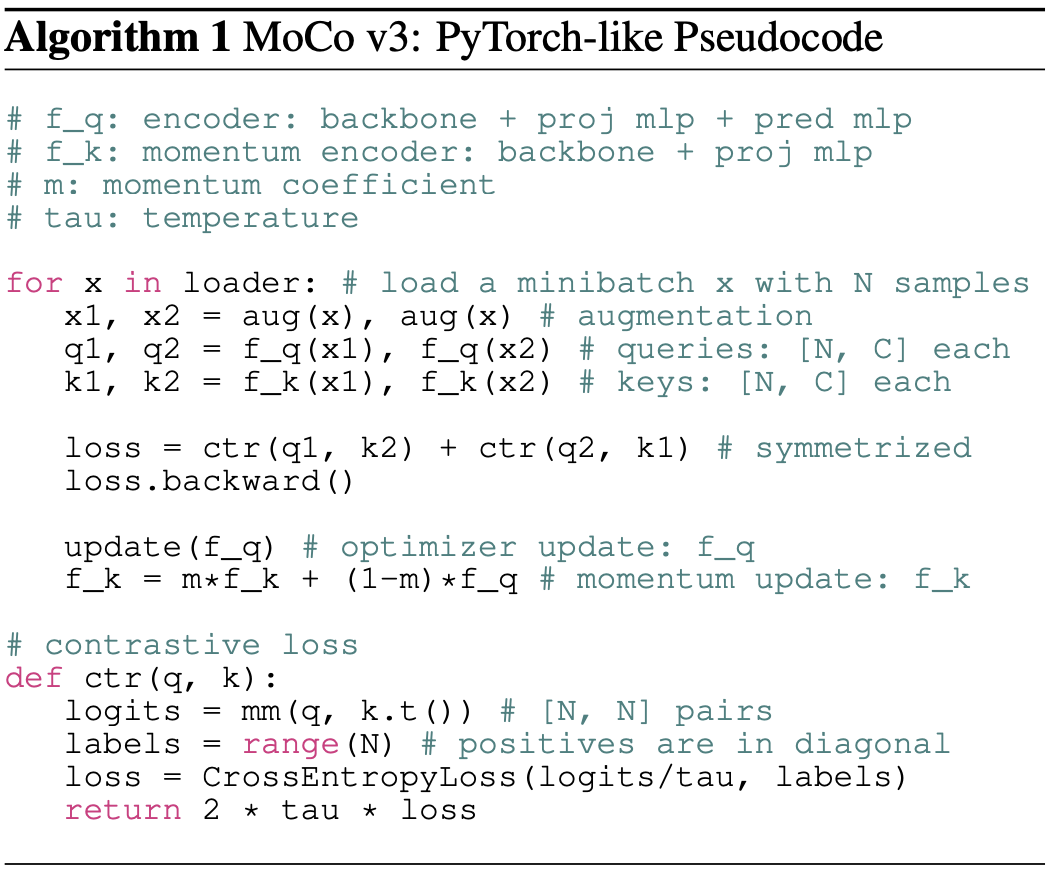 Algorithm 1 MoCo v3: PyTorch-like Pseudocode
# f_q: encoder: backbone + proj mlp + pred mlp
# f_k: momentum encoder: backbone + proj mlp
# m: momentum coefficient
# tau: temperature
for x in loader: # load a minibatch x with N samples
x1, x2 = aug(x), aug(x) # augmentation
q1, q2 = f_q(x1), f_q(x2) # queries: [N, C] each
k1, k2 = f_k(x1), f_k(x2) # keys: [N, C] each
loss = ctr(q1, k2) + ctr(q2, k1) # symmetrized
loss.backward()
update(f_q) # optimizer update: f_q
f_k = m*f_k + (1-m)*f_q # momentum update: f_k
# contrastive loss
def ctr(q, k):
logits = mm(q, k.t()) # [N, N] pairs
labels = range(N) # positives are in diagonal
loss = CrossEntropyLoss(logits/tau, labels)
return 2 * tau * loss